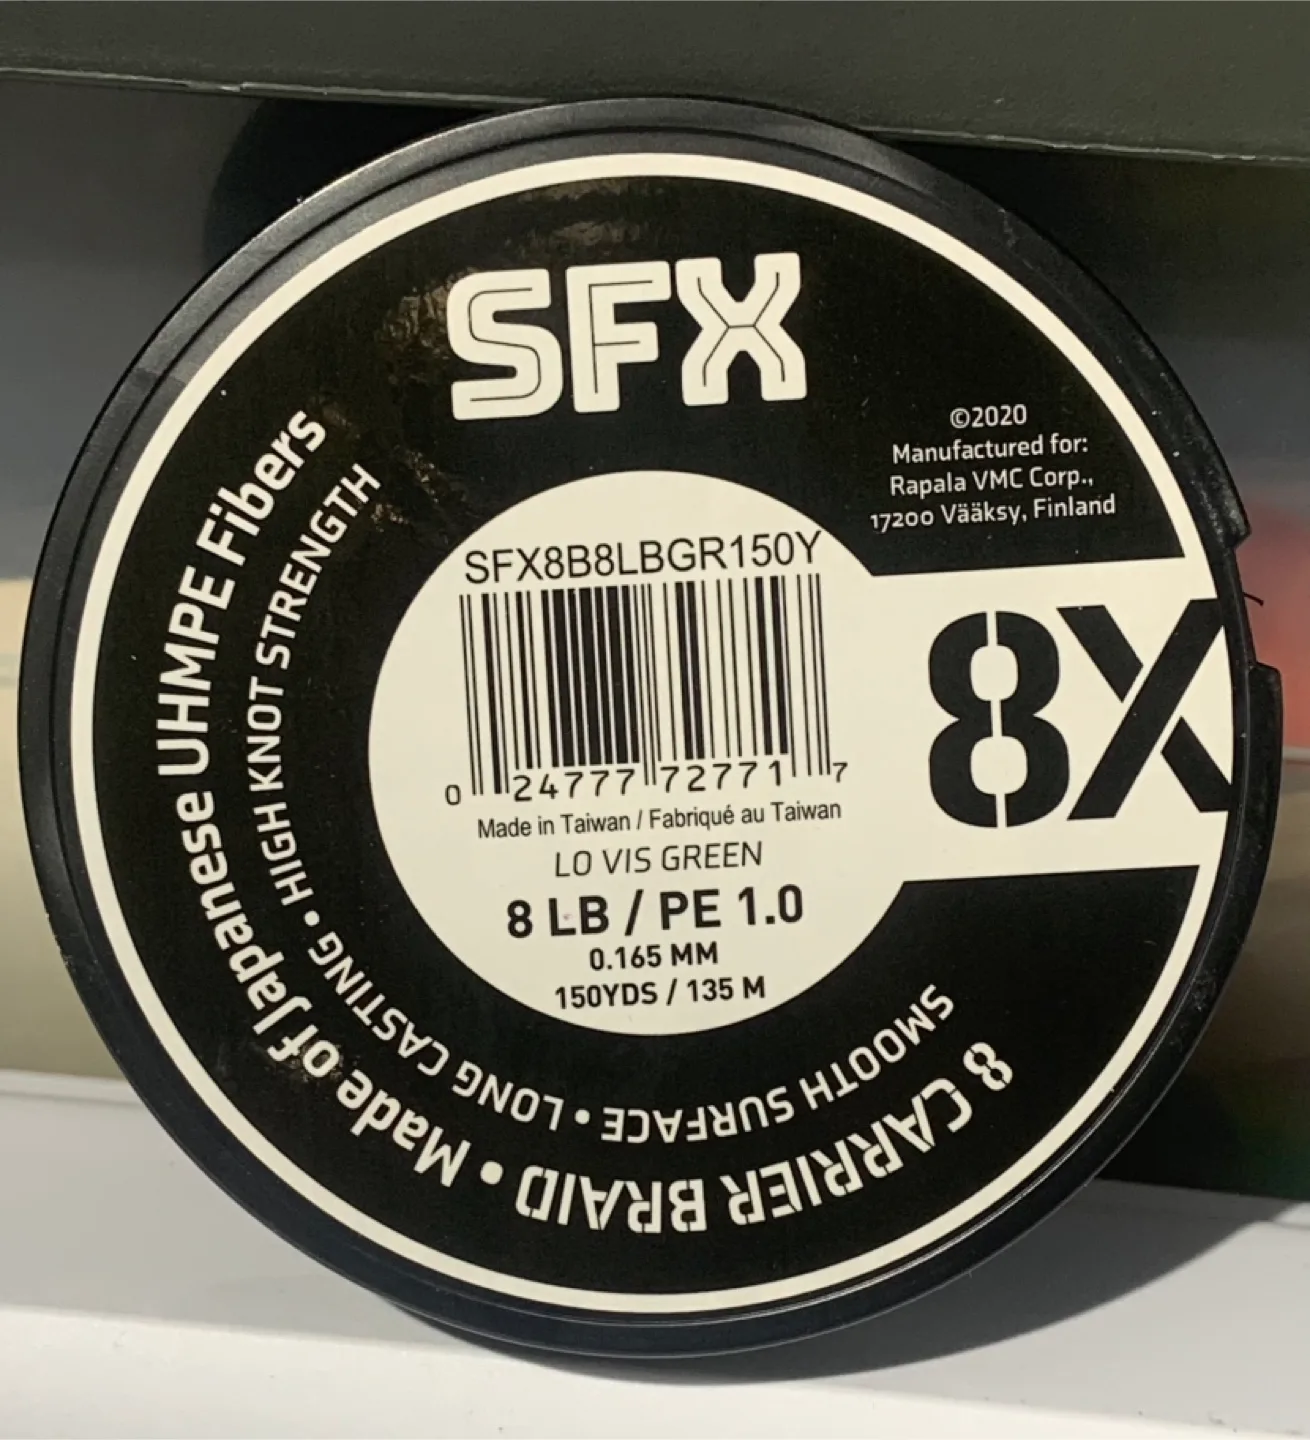 SFX
©2020
Manufactured for:
Rapala VMC Corp.,
17200 Vääksy, Finland
8X
SFX8B8LBGR150Y
0 24777 72771 7
Made in Taiwan / Fabriqué au Taiwan
LO VIS GREEN
8 LB / PE 1.0
0.165 MM
150YDS / 135 M
8 CARRIER BRAID • Made of Japanese UHMPE Fibers
SMOOTH SURFACE • LONG CASTING • HIGH KNOT STRENGTH